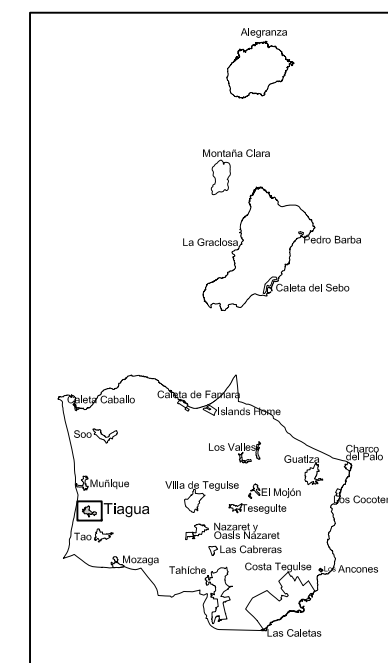 Alegranza
Montaña Clara
La Graclosa
Pedro Barba
Caleta del Sebo
Caleta Caballo
Caleta de Famara
Islands Home
Soo
Los Valles
Guatlza
Charco
del Palo
Muñlque
Vllla de Tegulse
El Mojón
Los Cocoter
Tiagua
Tesegulte
Tao
Nazaret y
Oasls Nazaret
Las Cabreras
Mozaga
Tahíche
Costa Tegulse
Los Ancones
Las Caletas